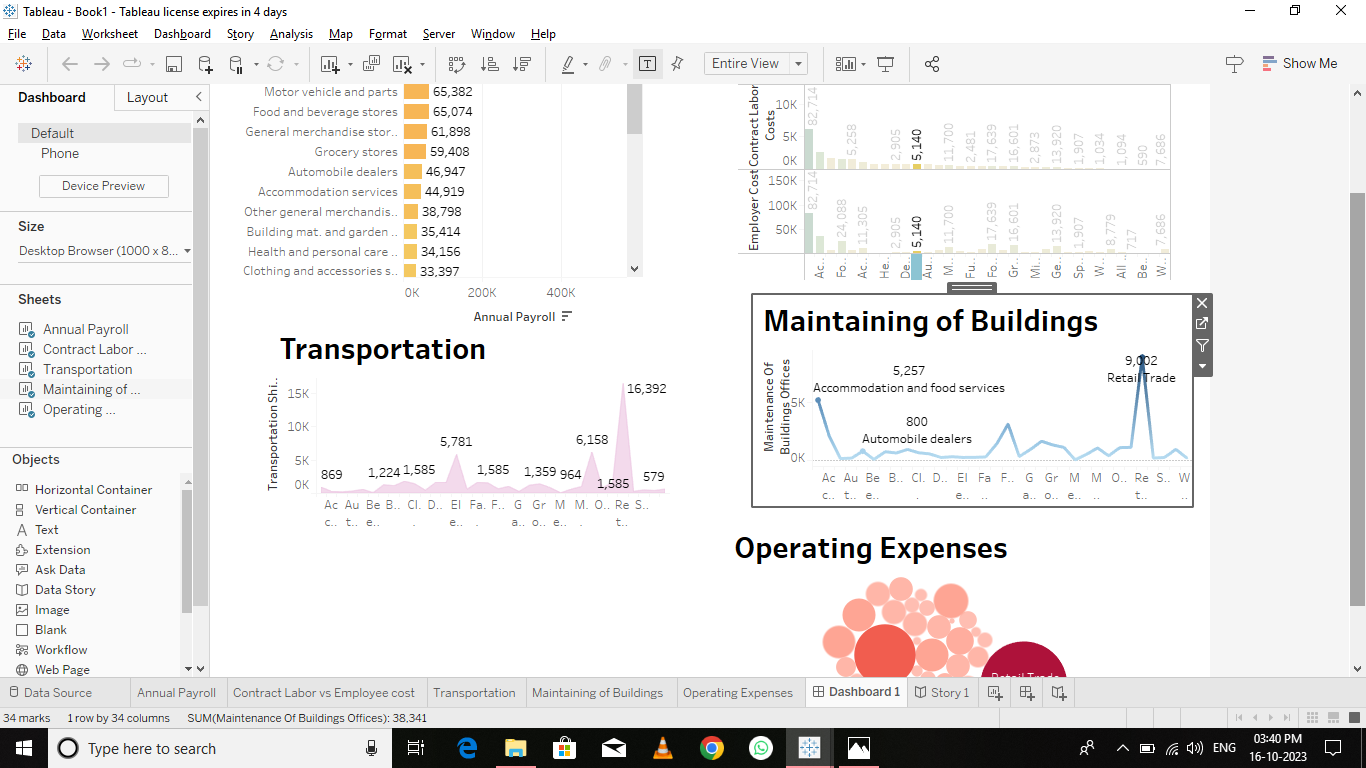 Tableau - Book1 - Tableau license expires in 4 days
File Data Worksheet Dashboard Story Analysis Map Format Server Window Help
Entire View
Show Me
Dashboard Layout
Default
Phone
Device Preview
Size
Desktop Browser (1000 x 8...
Sheets
Annual Payroll
Contract Labor ...
Transportation
Maintaining of ...
Operating ...
Objects
Horizontal Container
Vertical Container
Text
Extension
Ask Data
Data Story
Image
Blank
Workflow
Web Page
Motor vehicle and parts 65,382
Food and beverage stores 65,074
General merchandise stor.. 61,898
Grocery stores 59,408
Automobile dealers 46,947
Accommodation services 44,919
Other general merchandis.. 38,798
Building mat. and garden .. 35,414
Health and personal care .. 34,156
Clothing and accessories s.. 33,397
0K 200K 400K
Annual Payroll
Contract Labor Costs
10K
5K
0K
82,714 5,258 2,905 5,140 11,700 2,481 17,639 16,601 2,873 13,920 1,907 1,034 1,094 590 7,686
Employer Cost
150K
100K
50K
82,714 24,088 11,305 2,905 5,140 11,700 17,639 16,601 13,920 1,907 8,779 717 7,686
Ac.. Fo.. Ac.. He.. De.. Au.. M.. Fu.. Fo.. Gr.. Mi.. Ge.. Sp.. W.. All .. Be.. W..
Transportation
Transportation Shi..
15K
10K
5K
0K
869 1,224 1,585 5,781 1,585 1,359 964 6,158 1,585 16,392 579
Ac c.. Au t.. Be e.. B.. Cl. . D.. El e.. Fa. . F.. G a.. Gr o.. M e.. M. . O.. Re t.. S..
Maintaining of Buildings
Maintenance Of
Buildings Offices
5K
0K
5,257
Accommodation and food services
800
Automobile dealers
9,002
Retail Trade
Ac c.. Au t.. Be e.. B.. Cl. . D.. El e.. Fa .. F.. G a.. Gr o.. M e.. M .. O.. Re t.. S.. W ..
Operating Expenses
Retail Trade
Data Source Annual Payroll Contract Labor vs Employee cost Transportation Maintaining of Buildings Operating Expenses Dashboard 1 Story 1
34 marks 1 row by 34 columns SUM(Maintenance Of Buildings Offices): 38,341
Type here to search
ENG
03:40 PM
16-10-2023